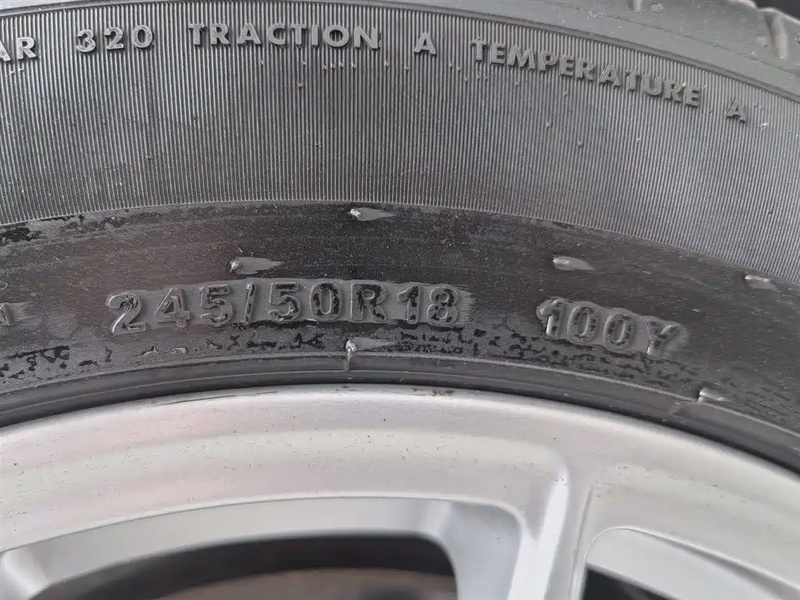 AR 320 TRACTION A TEMPERATURE A
245/50R18 100Y